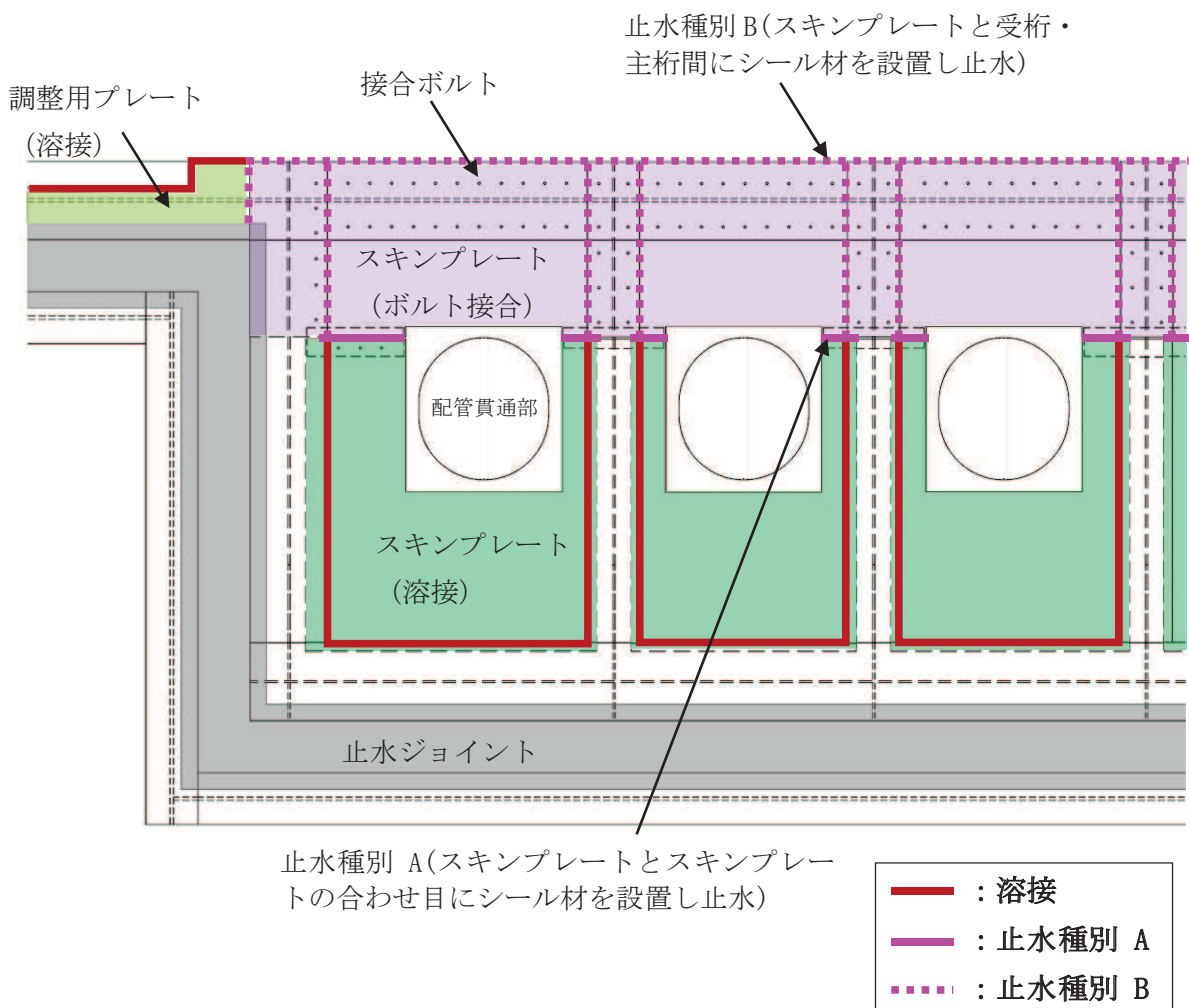 止水種別 B(スキンプレートと受桁・
主桁間にシール材を設置し止水)
接合ボルト
調整用プレート
(溶接)
スキンプレート
(ボルト接合)
配管貫通部
スキンプレート
(溶接)
止水ジョイント
止水種別 A(スキンプレートとスキンプレー
トの合わせ目にシール材を設置し止水)
：溶接
：止水種別 A
：止水種別 B